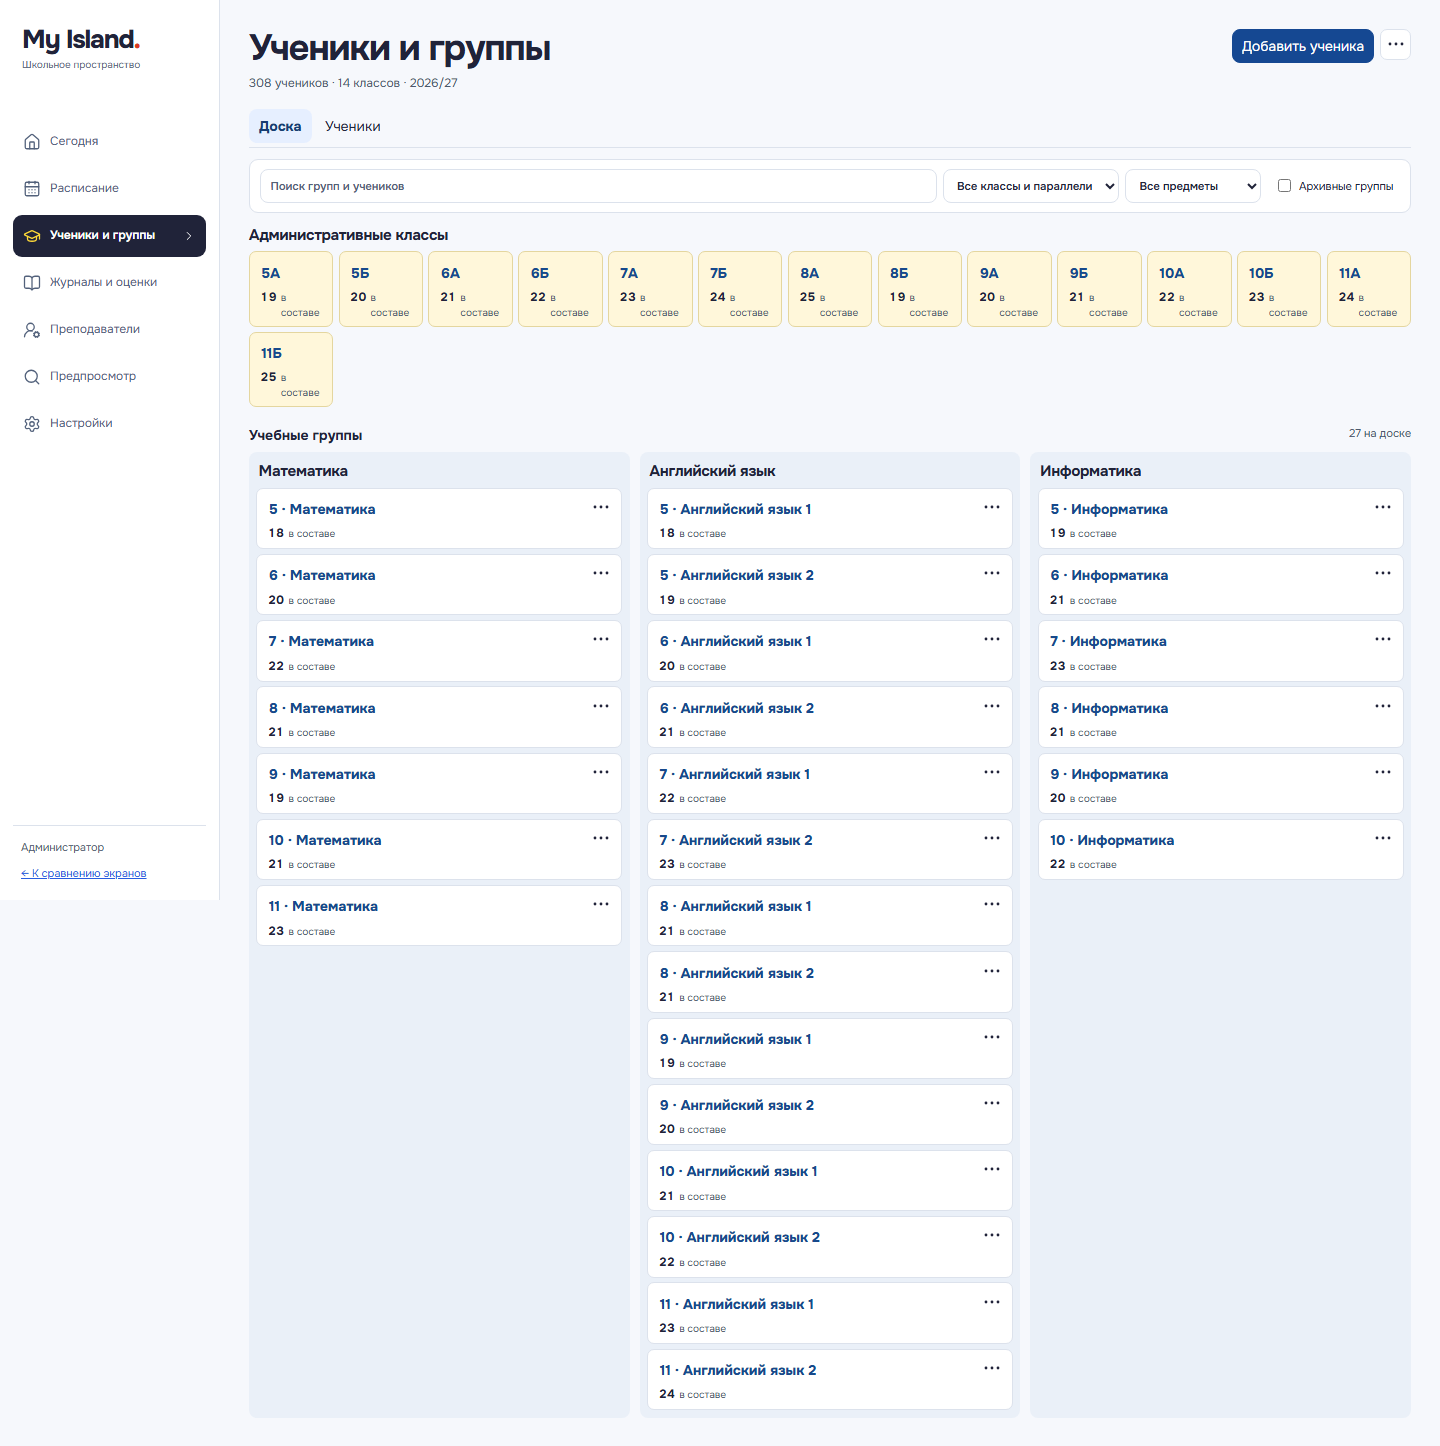 My Island.
Школьное пространство
Сегодня
Расписание
Ученики и группы
Журналы и оценки
Преподаватели
Предпросмотр
Настройки
Администратор
← К сравнению экранов
Ученики и группы
308 учеников · 14 классов · 2026/27
Добавить ученика
Доска
Ученики
Поиск групп и учеников
Все классы и параллели
Все предметы
Архивные группы
Административные классы
5А
19 в составе
5Б
20 в составе
6А
21 в составе
6Б
22 в составе
7А
23 в составе
7Б
24 в составе
8А
25 в составе
8Б
19 в составе
9А
20 в составе
9Б
21 в составе
10А
22 в составе
10Б
23 в составе
11А
24 в составе
11Б
25 в составе
Учебные группы
27 на доске
Математика
5 · Математика
18 в составе
6 · Математика
20 в составе
7 · Математика
22 в составе
8 · Математика
21 в составе
9 · Математика
19 в составе
10 · Математика
21 в составе
11 · Математика
23 в составе
Английский язык
5 · Английский язык 1
18 в составе
5 · Английский язык 2
19 в составе
6 · Английский язык 1
20 в составе
6 · Английский язык 2
21 в составе
7 · Английский язык 1
22 в составе
7 · Английский язык 2
23 в составе
8 · Английский язык 1
21 в составе
8 · Английский язык 2
21 в составе
9 · Английский язык 1
19 в составе
9 · Английский язык 2
20 в составе
10 · Английский язык 1
21 в составе
10 · Английский язык 2
22 в составе
11 · Английский язык 1
23 в составе
11 · Английский язык 2
24 в составе
Информатика
5 · Информатика
19 в составе
6 · Информатика
21 в составе
7 · Информатика
23 в составе
8 · Информатика
21 в составе
9 · Информатика
20 в составе
10 · Информатика
22 в составе